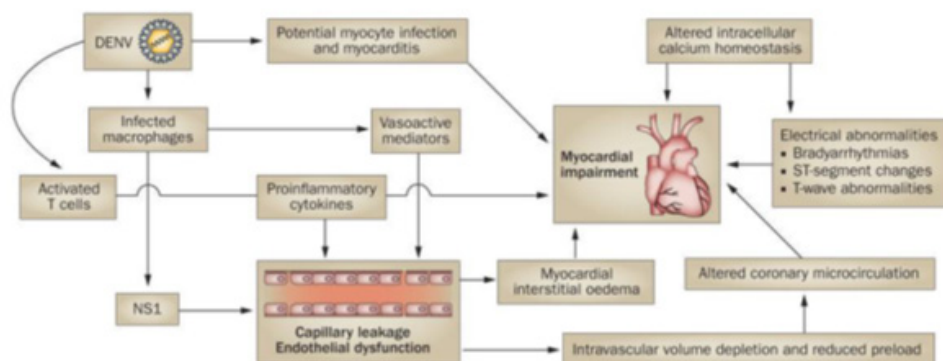 DENV
Potential myocyte infection
and myocarditis
Altered intracellular
calcium homeostasis
Infected
macrophages
Vasoactive
mediators
Myocardial
impairment
Electrical abnormalities
▪ Bradyarrhythmias
▪ ST-segment changes
▪ T-wave abnormalities
Activated
T cells
Proinflammatory
cytokines
Myocardial
interstitial oedema
Altered coronary microcirculation
NS1
Capillary leakage
Endothelial dysfunction
Intravascular volume depletion and reduced preload